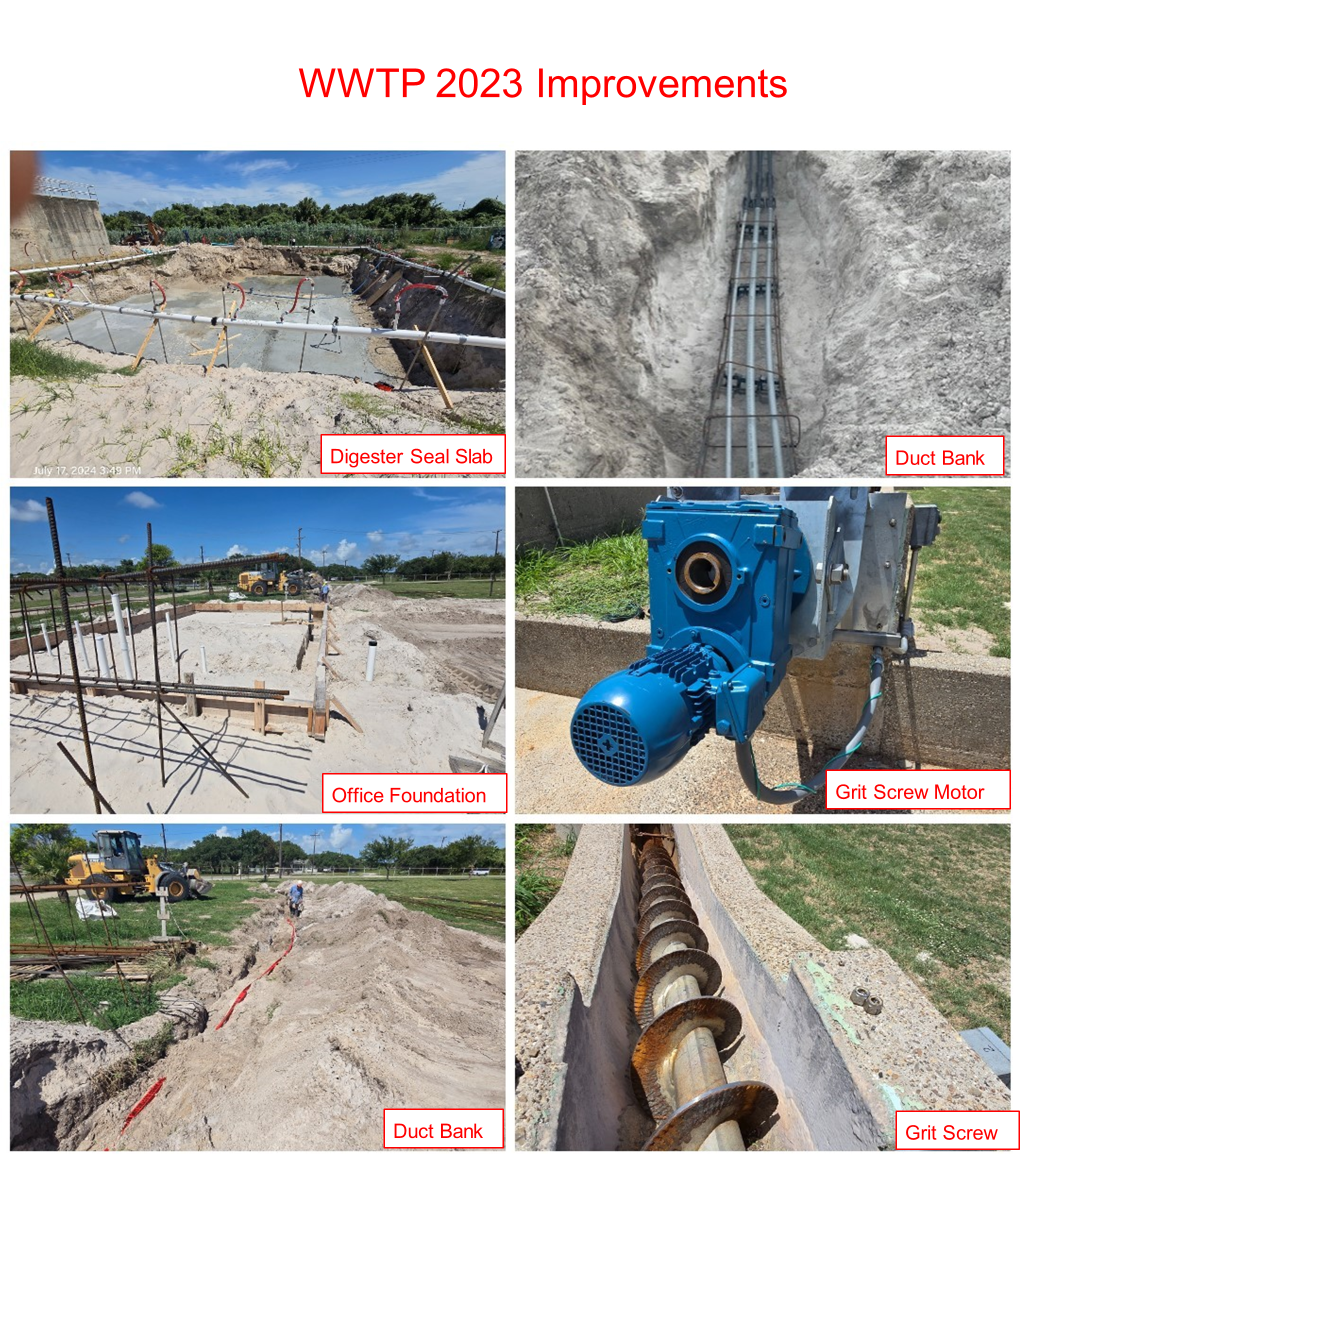 WWTP 2023 Improvements
Digester Seal Slab
July 17, 2024 3:49 PM
Duct Bank
Office Foundation
Grit Screw Motor
Duct Bank
Grit Screw